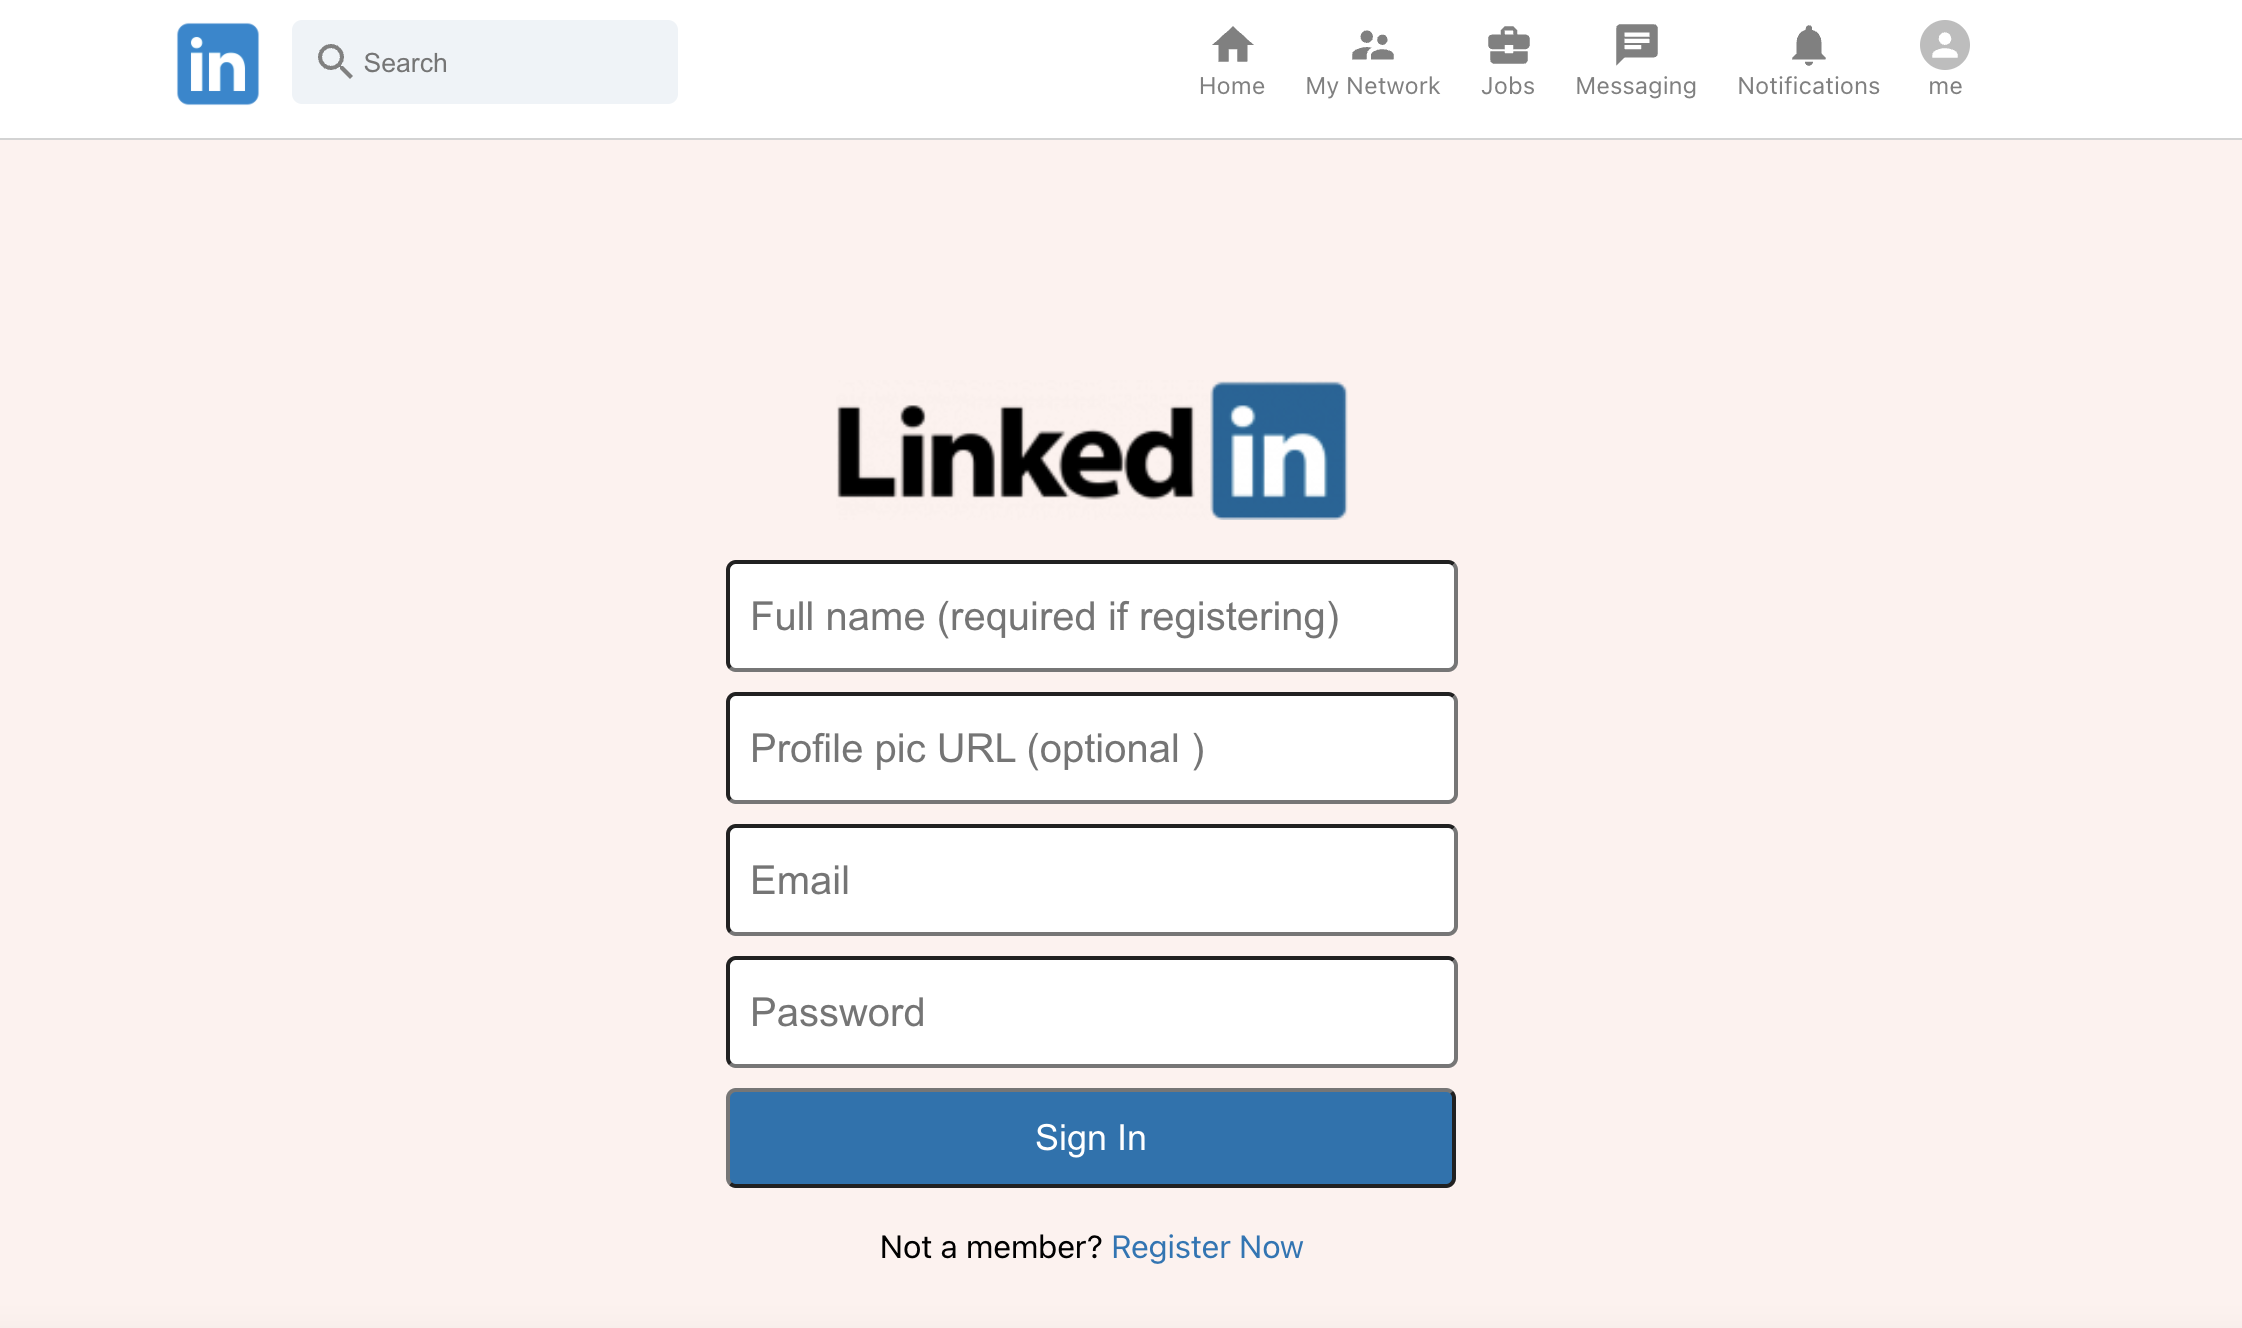 in Search Home My Network Jobs Messaging Notifications me
Linked in
Full name (required if registering)
Profile pic URL (optional )
Email
Password
Sign In
Not a member? Register Now